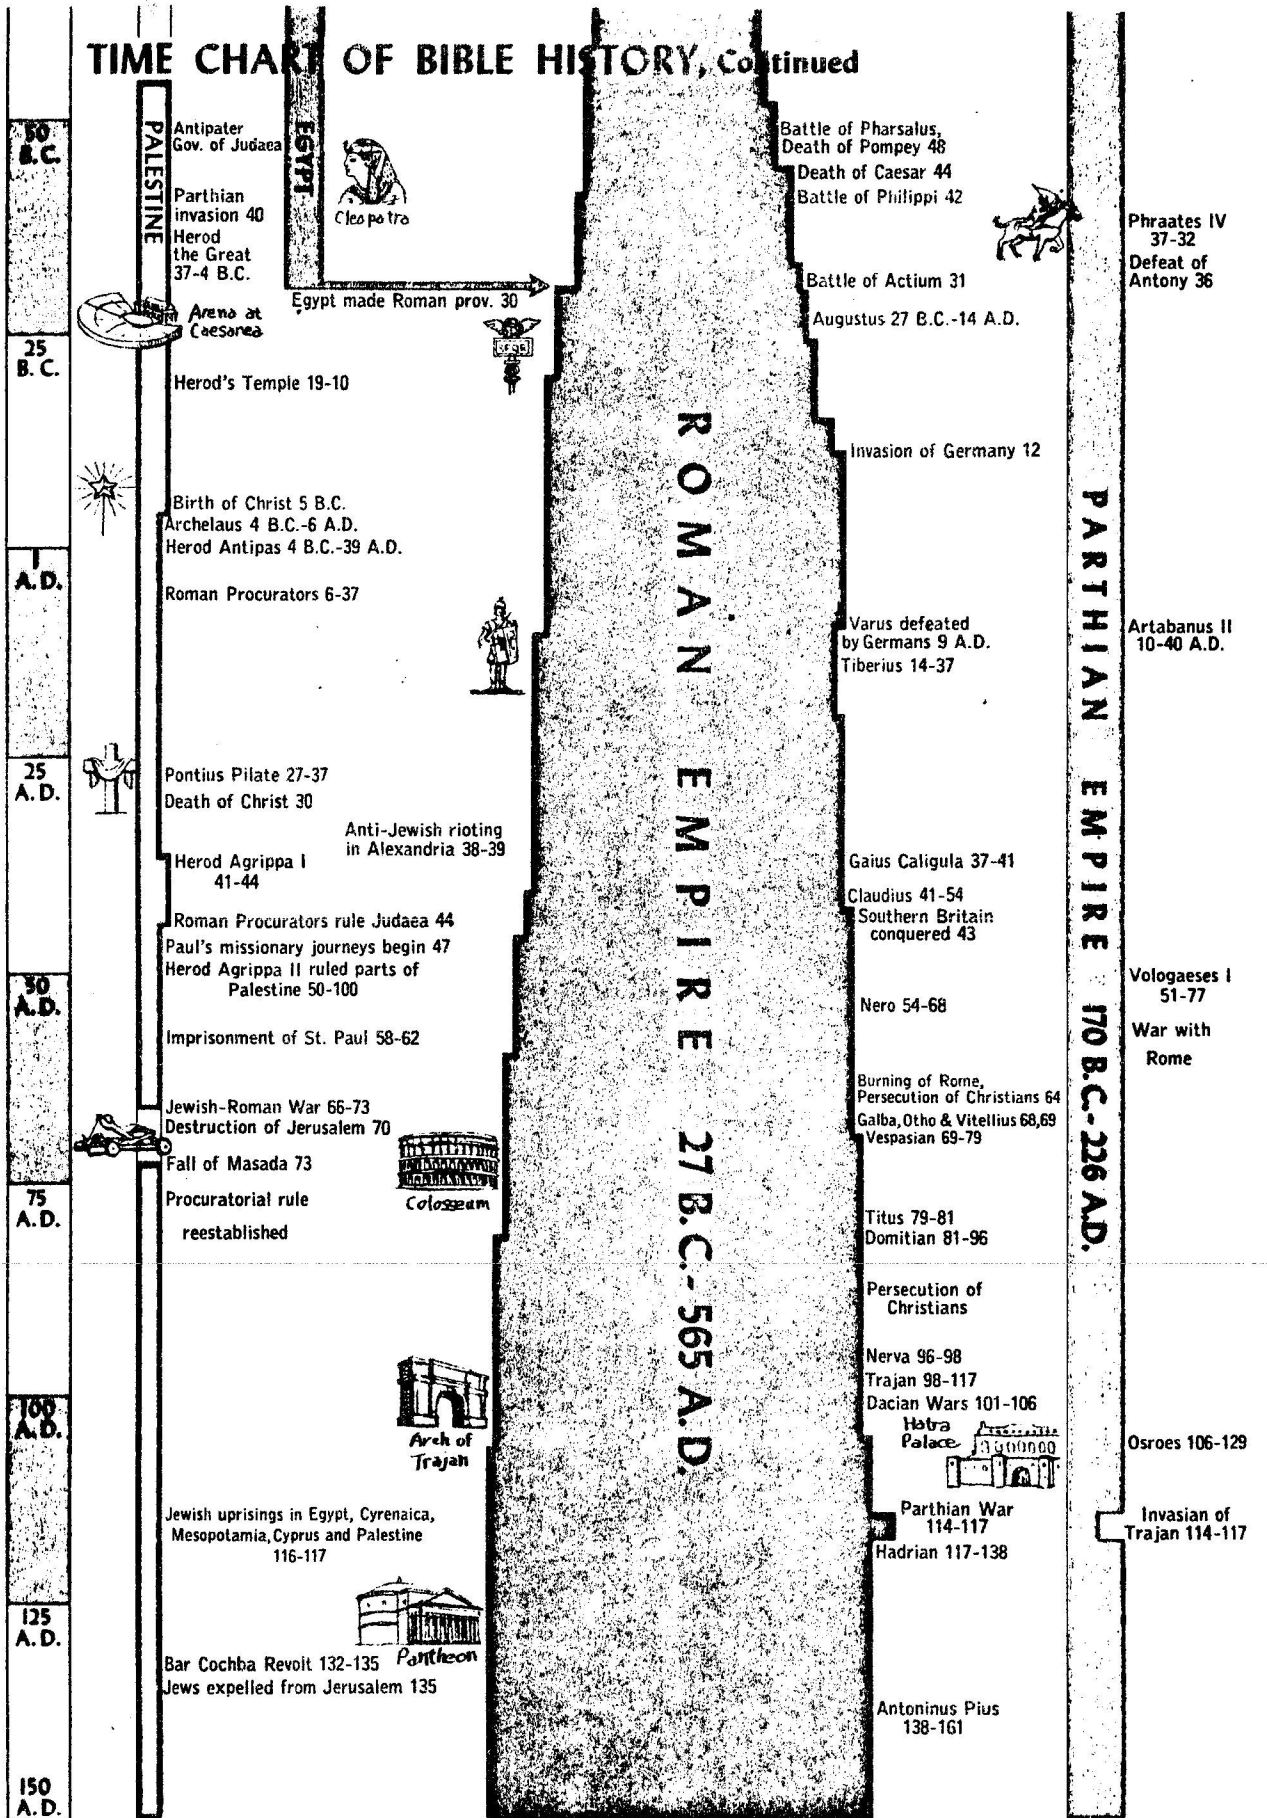 TIME CHART OF BIBLE HISTORY, Continued
50
B.C.
25
B.C.
1
A.D.
25
A.D.
50
A.D.
75
A.D.
100
A.D.
125
A.D.
150
A.D.
PALESTINE
Antipater
Gov. of Judaea
Parthian
invasion 40
Herod
the Great
37-4 B.C.
Arena at
Caesarea
Herod's Temple 19-10
Birth of Christ 5 B.C.
Archelaus 4 B.C.-6 A.D.
Herod Antipas 4 B.C.-39 A.D.
Roman Procurators 6-37
Pontius Pilate 27-37
Death of Christ 30
Anti-Jewish rioting
in Alexandria 38-39
Herod Agrippa I
41-44
Roman Procurators rule Judaea 44
Paul's missionary journeys begin 47
Herod Agrippa II ruled parts of
Palestine 50-100
Imprisonment of St. Paul 58-62
Jewish-Roman War 66-73
Destruction of Jerusalem 70
Fall of Masada 73
Procuratorial rule
reestablished
Colosseum
Arch of
Trajan
Jewish uprisings in Egypt, Cyrenaica,
Mesopotamia, Cyprus and Palestine
116-117
Pantheon
Bar Cochba Revolt 132-135
Jews expelled from Jerusalem 135
EGYPT
Cleopatra
Egypt made Roman prov. 30
SPQR
ROMAN EMPIRE 27 B.C.-565 A.D.
Battle of Pharsalus,
Death of Pompey 48
Death of Caesar 44
Battle of Philippi 42
Battle of Actium 31
Augustus 27 B.C.-14 A.D.
Invasion of Germany 12
Varus defeated
by Germans 9 A.D.
Tiberius 14-37
Gaius Caligula 37-41
Claudius 41-54
Southern Britain
conquered 43
Nero 54-68
Burning of Rome,
Persecution of Christians 64
Galba, Otho & Vitellius 68,69
Vespasian 69-79
Titus 79-81
Domitian 81-96
Persecution of
Christians
Nerva 96-98
Trajan 98-117
Dacian Wars 101-106
Hatra
Palace
Parthian War
114-117
Hadrian 117-138
Antoninus Pius
138-161
PARTHIAN EMPIRE 170 B.C.-226 A.D.
Phraates IV
37-32
Defeat of
Antony 36
Artabanus II
10-40 A.D.
Vologaeses I
51-77
War with
Rome
Osroes 106-129
Invasian of
Trajan 114-117